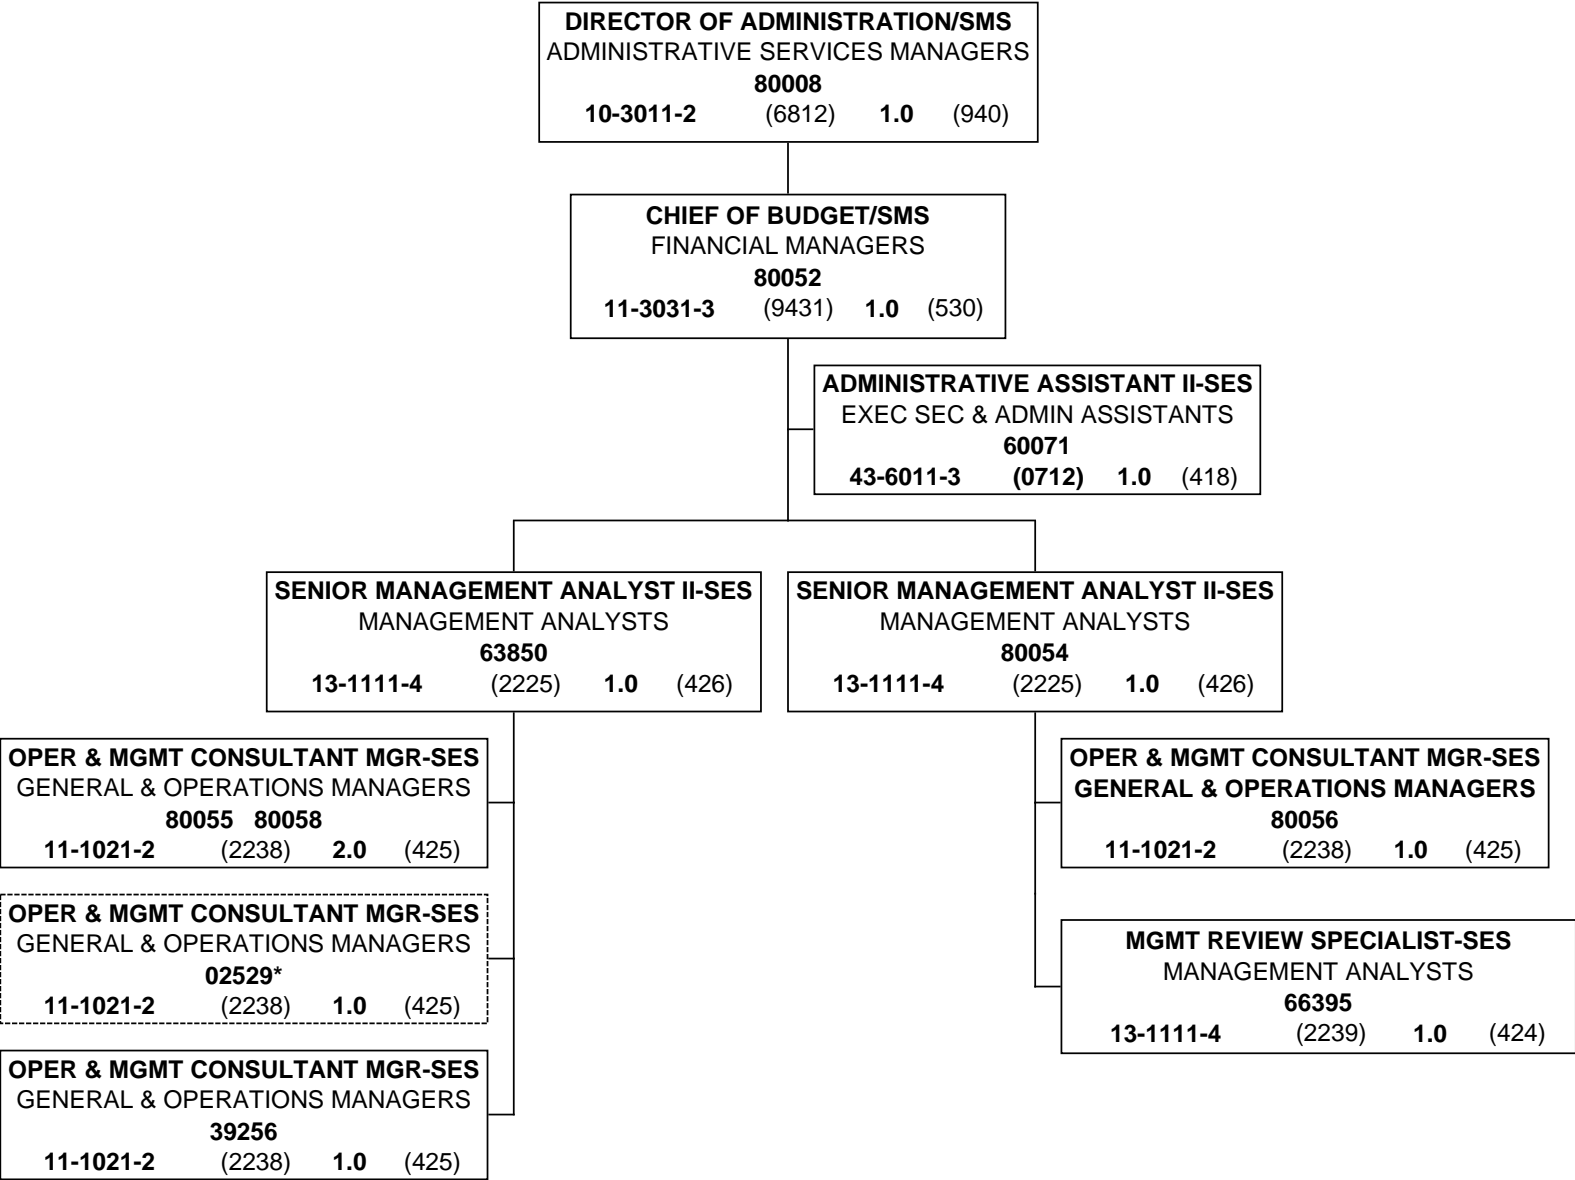 DIRECTOR OF ADMINISTRATION/SMS
ADMINISTRATIVE SERVICES MANAGERS
80008
10-3011-2 (6812) 1.0 (940)
CHIEF OF BUDGET/SMS
FINANCIAL MANAGERS
80052
11-3031-3 (9431) 1.0 (530)
ADMINISTRATIVE ASSISTANT II-SES
EXEC SEC & ADMIN ASSISTANTS
60071
43-6011-3 (0712) 1.0 (418)
SENIOR MANAGEMENT ANALYST II-SES
MANAGEMENT ANALYSTS
63850
13-1111-4 (2225) 1.0 (426)
SENIOR MANAGEMENT ANALYST II-SES
MANAGEMENT ANALYSTS
80054
13-1111-4 (2225) 1.0 (426)
OPER & MGMT CONSULTANT MGR-SES
GENERAL & OPERATIONS MANAGERS
80055 80058
11-1021-2 (2238) 2.0 (425)
OPER & MGMT CONSULTANT MGR-SES
GENERAL & OPERATIONS MANAGERS
02529*
11-1021-2 (2238) 1.0 (425)
OPER & MGMT CONSULTANT MGR-SES
GENERAL & OPERATIONS MANAGERS
39256
11-1021-2 (2238) 1.0 (425)
OPER & MGMT CONSULTANT MGR-SES
GENERAL & OPERATIONS MANAGERS
80056
11-1021-2 (2238) 1.0 (425)
MGMT REVIEW SPECIALIST-SES
MANAGEMENT ANALYSTS
66395
13-1111-4 (2239) 1.0 (424)